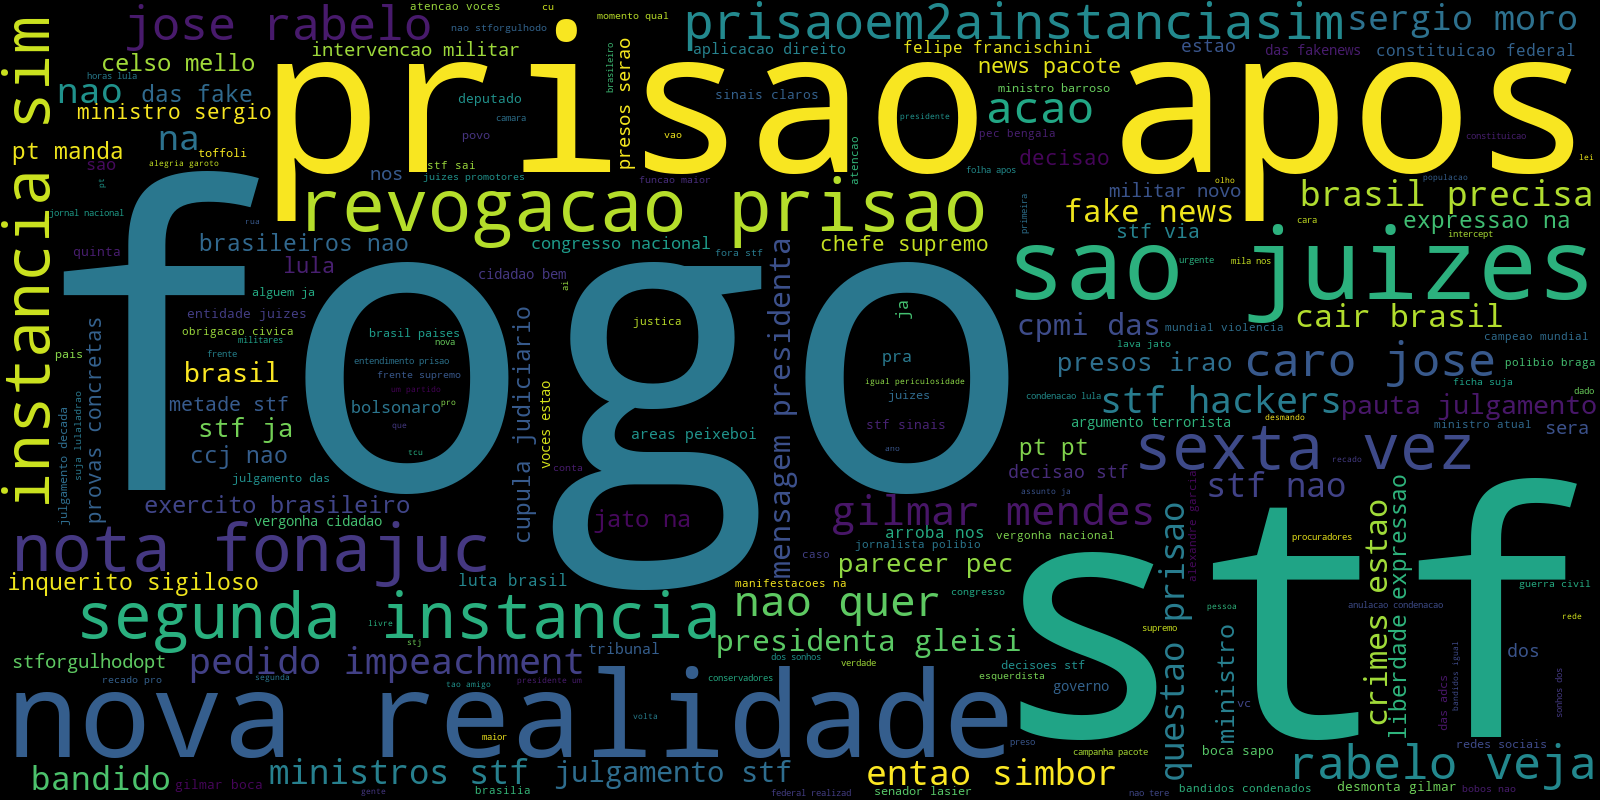 jose rabelo
atencao voces
cu
momento qual
prisaoem2ainstanciasim
sergio moro
nao stforgulhodo
intervencao militar
aplicacao direito
felipe francischini
estao
das fakenews
constituicao federal
celso mello
horas lula
brasileiro
news pacote
nao
das fake
deputado
sinais claros
ministro barroso
acao
ministro sergio
camara
presidente
prisao apos
presos serao
na
povo
vao
pec bengala
constituicao
pt manda
toffoli
decisao
lei
sao
alegria garoto
stf sai
atencao
folha apos
pt
nos
juizes promotores
funcao maior
olho
populacao
militar novo
brasil precisa
instancia sim
jornal nacional
rua
revogacao prisao
primeira
fake news
cara
expressao na
quinta
brasileiros nao
congresso nacional
fora stf
chefe supremo
stf via
intercept
lula
cidadao bem
sao juizes
urgente
mila nos
alguem ja
ai
fogo
entidade juizes
obrigacao civica
militares
brasil paises
nova
justica
ja
cpmi das
mundial violencia
cair brasil
campeao mundial
pais
frente
entendimento prisao
pra
lava jato
presos irao
caro jose
polibio braga
brasil
frente supremo
igual periculosidade
ficha suja
um partido
juizes
dado
metade stf
bolsonaro
pro
condenacao lula
stf hackers
pauta julgamento
provas concretas
stf ja
que
areas peixeboi
stf sinais
argumento terrorista
desmando
ministro atual
sera
julgamento decada
suja lulaladrao
ccj nao
tcu
voces estao
ano
pt pt
sexta vez
recado
julgamento das
conta
decisao stf
stf nao
cupula judiciario
mensagem presidenta
assunto ja
exercito brasileiro
jato na
gilmar mendes
alexandre garcia
vergonha cidadao
arroba nos
vergonha nacional
procuradores
nota fonajuc
caso
jornalista polibio
questao prisao
crimes estao
liberdade expressao
inquerito sigiloso
luta brasil
manifestacoes na
parecer pec
guerra civil
segunda instancia
nao quer
congresso
stf
pessoa
anulacao condenacao
livre
stj
supremo
rede
presidenta gleisi
stforgulhodopt
pedido impeachment
tribunal
dos sonhos
verdade
decisoes stf
ministro
bandidos igual
dos
recado pro
segunda
tao amigo
presidente um
conservadores
esquerdista
governo
vc
das adcs
sonhos dos
nova realidade
volta
maior
preso
campanha pacote
boca sapo
redes sociais
bandido
gilmar boca
ministros stf
julgamento stf
entao simbor
rabelo veja
brasilia
gente
federal realizad
senador lasier
nao tere
bandidos condenados
desmonta gilmar
bobos nao